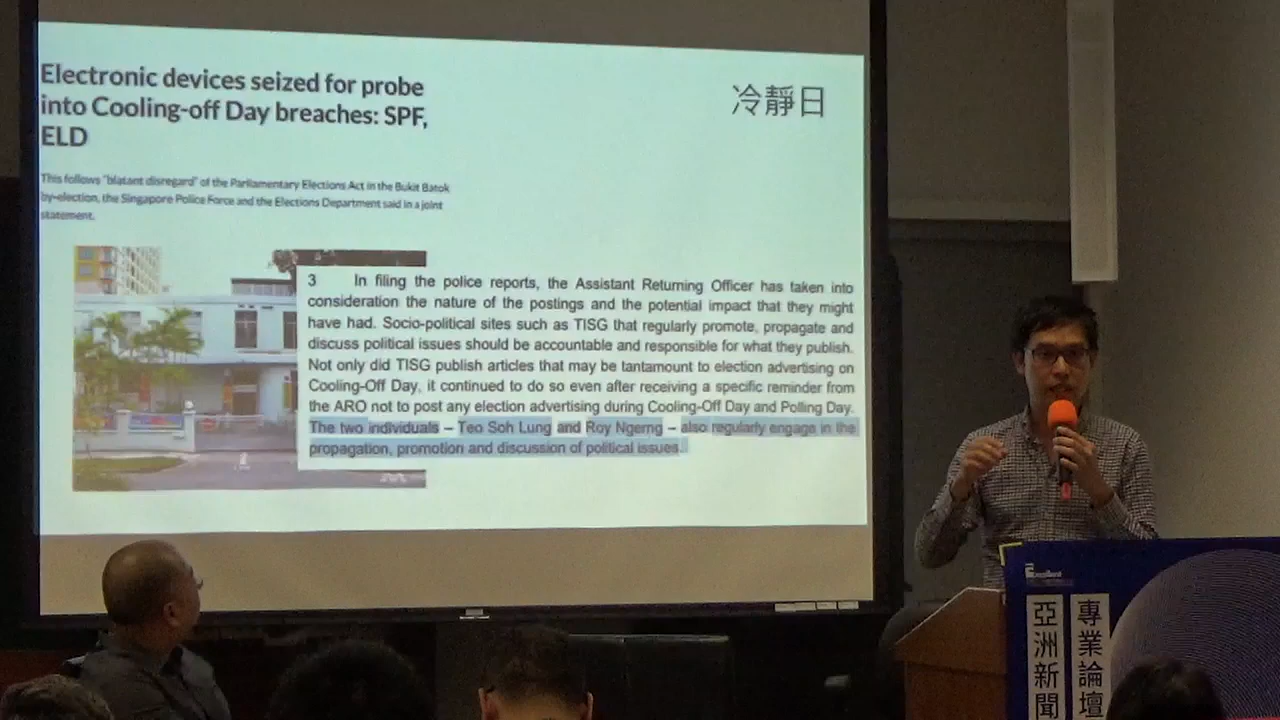 Electronic devices seized for probe
into Cooling-off Day breaches: SPF,
ELD
冷靜日
This follows "blatant disregard" of the Parliamentary Elections Act in the Bukit Batok
by-election, the Singapore Police Force and the Elections Department said in a joint
statement.
3 In filing the police reports, the Assistant Returning Officer has taken into
consideration the nature of the postings and the potential impact that they might
have had. Socio-political sites such as TISG that regularly promote, propagate and
discuss political issues should be accountable and responsible for what they publish.
Not only did TISG publish articles that may be tantamount to election advertising on
Cooling-Off Day, it continued to do so even after receiving a specific reminder from
the ARO not to post any election advertising during Cooling-Off Day and Polling Day.
The two individuals – Teo Soh Lung and Roy Ngerng – also regularly engage in the
propagation, promotion and discussion of political issues.
亞洲新聞
專業論壇